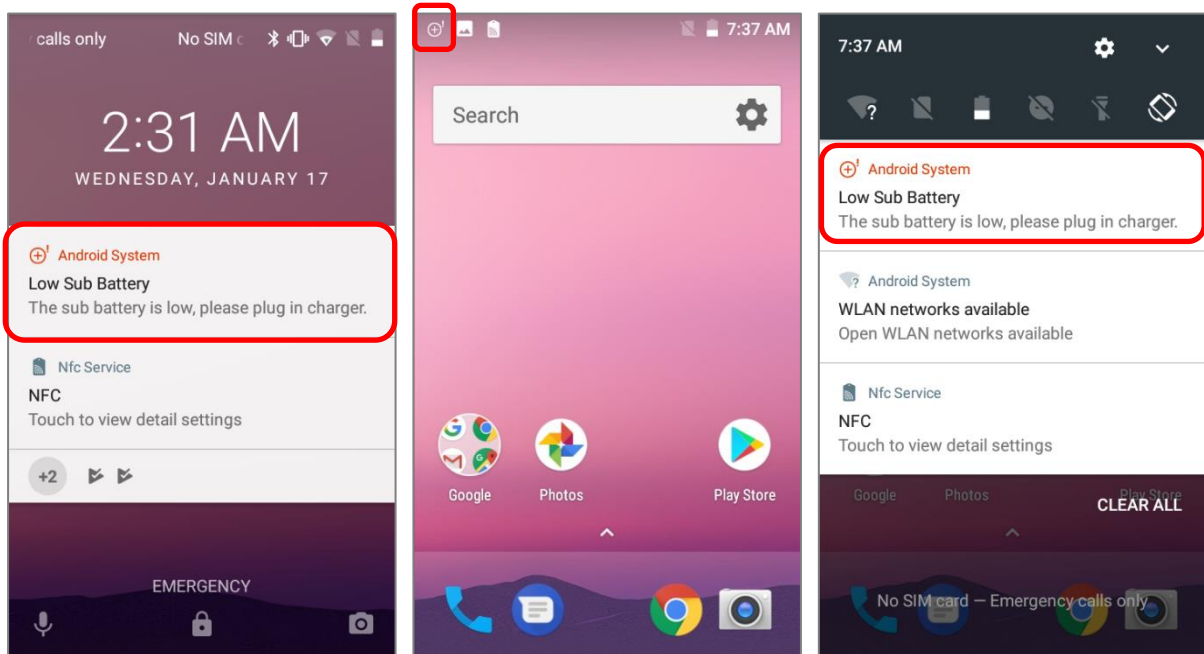 calls only No SIM c
2:31 AM
WEDNESDAY, JANUARY 17
Android System
Low Sub Battery
The sub battery is low, please plug in charger.
Nfc Service
NFC
Touch to view detail settings
+2
EMERGENCY
7:37 AM
Search
Google Photos Play Store
7:37 AM
Android System
Low Sub Battery
The sub battery is low, please plug in charger.
Android System
WLAN networks available
Open WLAN networks available
Nfc Service
NFC
Touch to view detail settings
Google Photos Play Store
CLEAR ALL
No SIM card — Emergency calls only